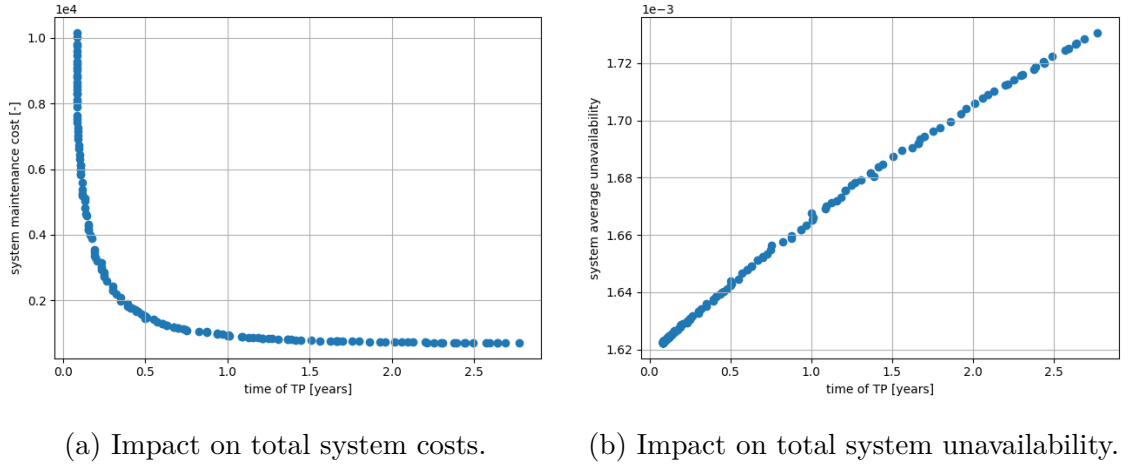 1e4
1.0
0.8
0.6
0.4
0.2
system maintenance cost [-]
0.0 0.5 1.0 1.5 2.0 2.5
time of TP [years]
1e−3
1.72
1.70
1.68
1.66
1.64
1.62
system average unavailability
0.0 0.5 1.0 1.5 2.0 2.5
time of TP [years]
(a) Impact on total system costs.
(b) Impact on total system unavailability.